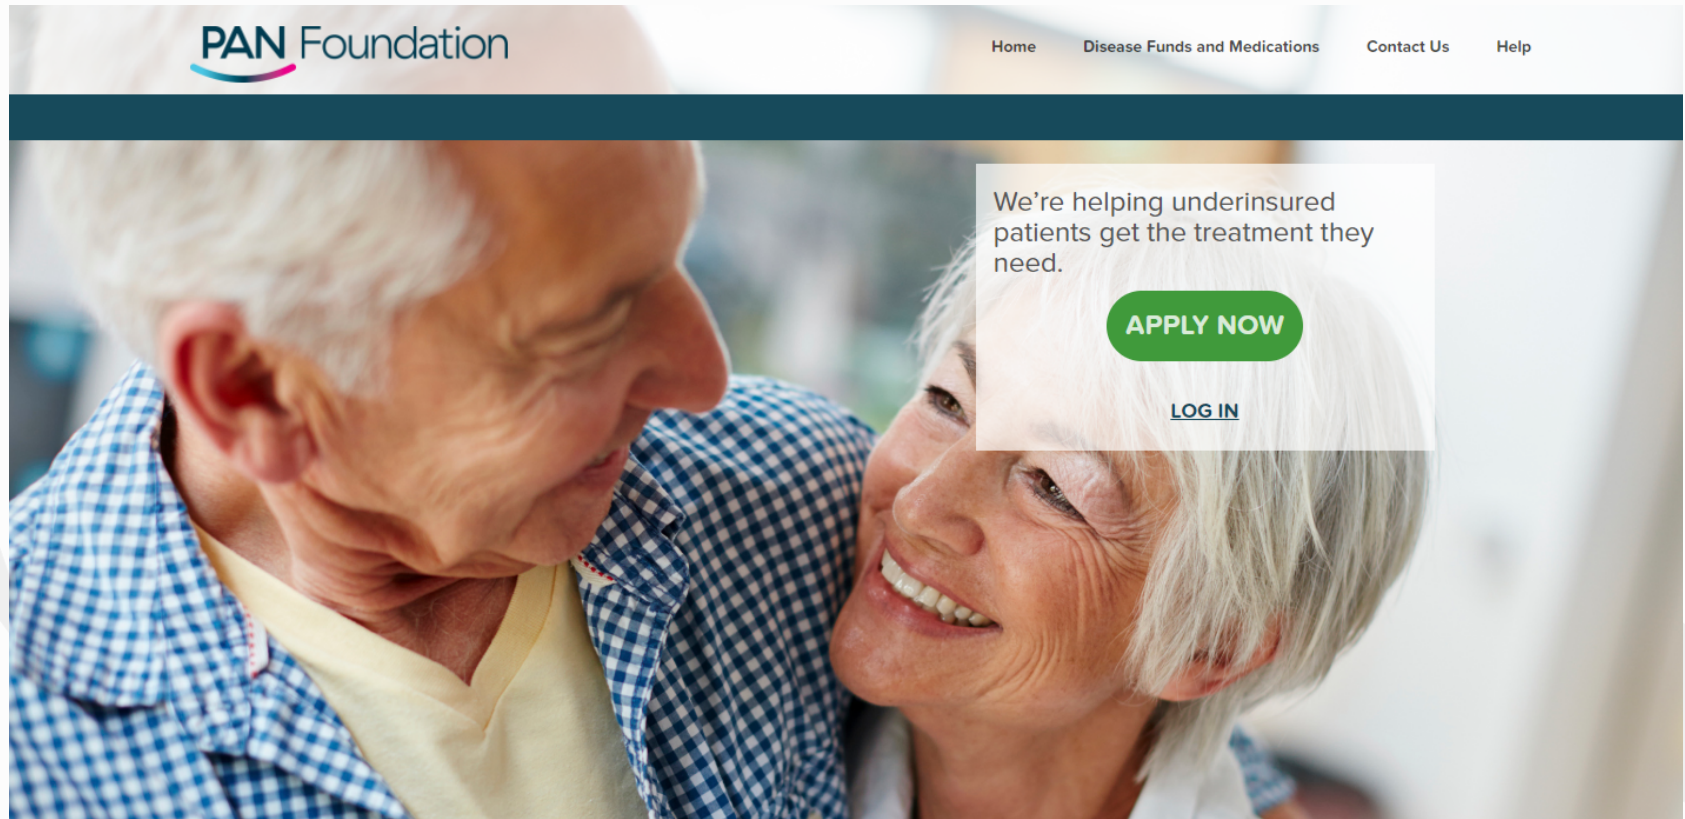 PAN Foundation
Home Disease Funds and Medications Contact Us Help
We’re helping underinsured
patients get the treatment they
need.
APPLY NOW
LOG IN